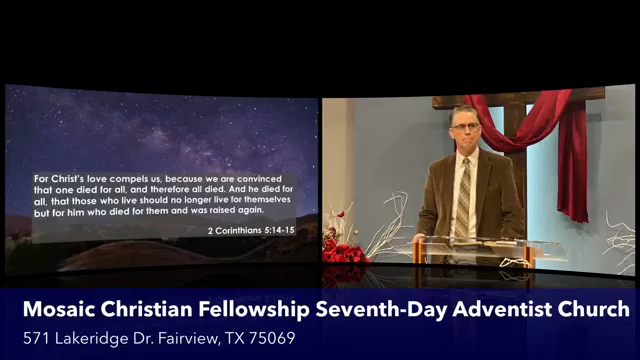 For Christ's love compels us, because we are convinced
that one died for all, and therefore all died. And he died for
all, that those who live should no longer live for themselves
but for him who died for them and was raised again.
2 Corinthians 5:14-15
Mosaic Christian Fellowship Seventh-Day Adventist Church
571 Lakeridge Dr. Fairview, TX 75069